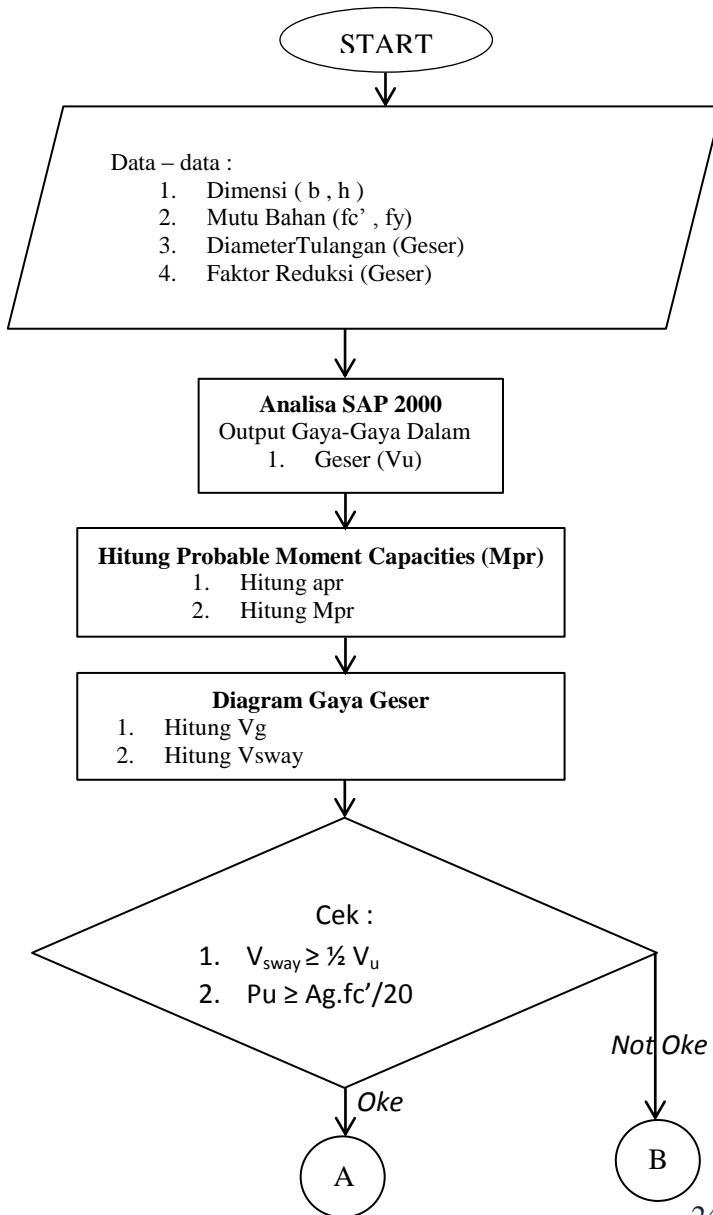 START
Data – data :
1. Dimensi ( b , h )
2. Mutu Bahan (fc’ , fy)
3. DiameterTulangan (Geser)
4. Faktor Reduksi (Geser)
Analisa SAP 2000
Output Gaya-Gaya Dalam
1. Geser (Vu)
Hitung Probable Moment Capacities (Mpr)
1. Hitung apr
2. Hitung Mpr
Diagram Gaya Geser
1. Hitung Vg
2. Hitung Vsway
Cek :
1. Vsway ≥ ½ Vu
2. Pu ≥ Ag.fc’/20
Not Oke
Oke
A
B